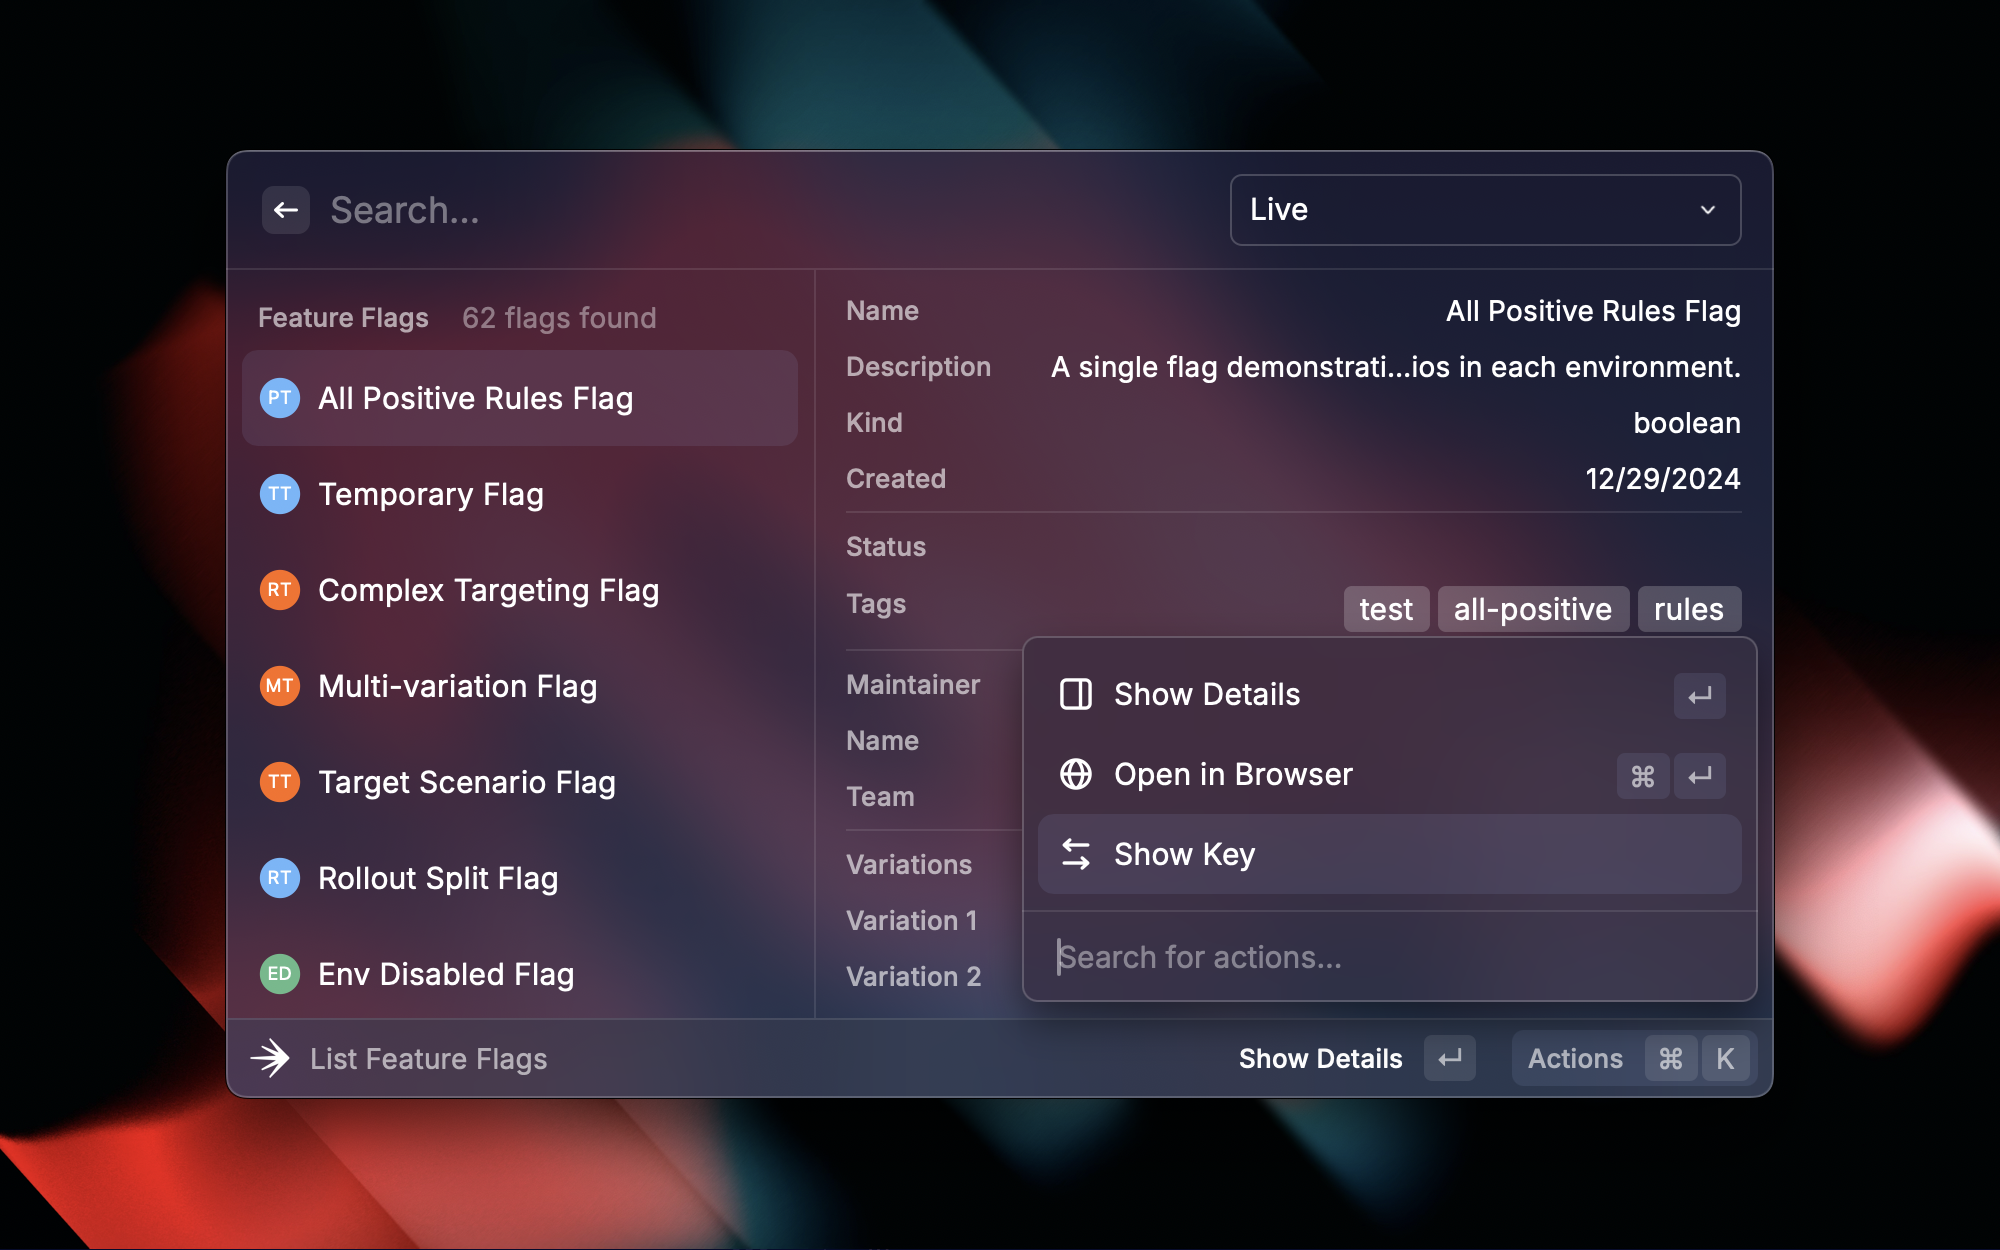 Search...
Live
Feature Flags 62 flags found
PT All Positive Rules Flag
TT Temporary Flag
RT Complex Targeting Flag
MT Multi-variation Flag
TT Target Scenario Flag
RT Rollout Split Flag
ED Env Disabled Flag
Name All Positive Rules Flag
Description A single flag demonstrati...ios in each environment.
Kind boolean
Created 12/29/2024
Status
Tags test all-positive rules
Maintainer
Name
Team
Variations
Variation 1
Variation 2
Show Details ↵
Open in Browser ⌘ ↵
Show Key
Search for actions...
List Feature Flags
Show Details ↵ Actions ⌘ K